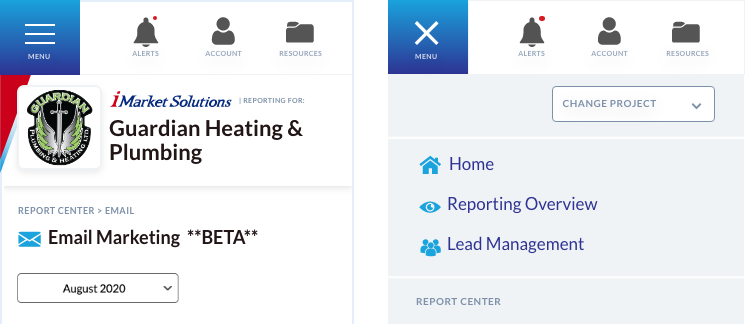 MENU
ALERTS
ACCOUNT
RESOURCES
iMarket Solutions | REPORTING FOR:
GUARDIAN
PLUMBING & HEATING LTD
Guardian Heating &
Plumbing
REPORT CENTER > EMAIL
Email Marketing **BETA**
August 2020
MENU
ALERTS
ACCOUNT
RESOURCES
CHANGE PROJECT
Home
Reporting Overview
Lead Management
REPORT CENTER